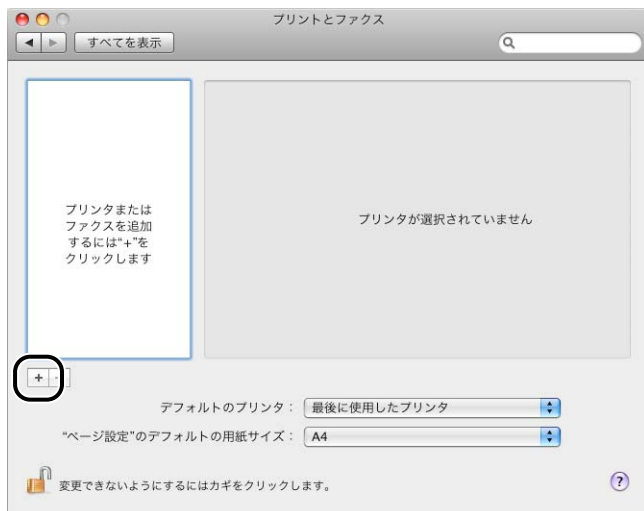 プリントとファクス
すべてを表示
プリンタまたは
ファクスを追加
するには“+”を
クリックします
プリンタが選択されていません
+
デフォルトのプリンタ： 最後に使用したプリンタ
“ページ設定”のデフォルトの用紙サイズ： A4
変更できないようにするにはカギをクリックします。
?